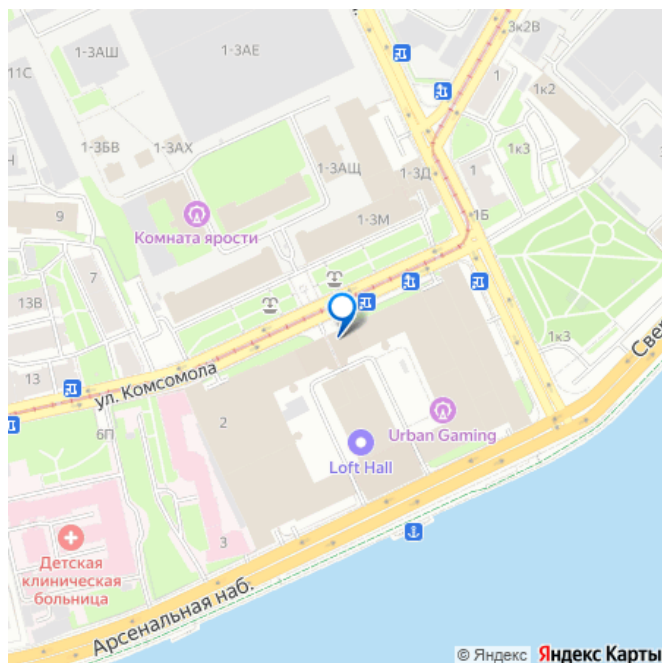 3к2В
1-3АШ
1-3АЕ
11С
1
1к2
1-3БВ
1-3АХ
1к3
1-3АЩ
1-3Д
1
9
1-3М
1Б
Комната ярости
7
13В
1к3
Свер
13
ул. Комсомола
2
6П
Urban Gaming
Loft Hall
3
Детская
клиническая
больница
Арсенальная наб.
© Яндекс Яндекс Карты